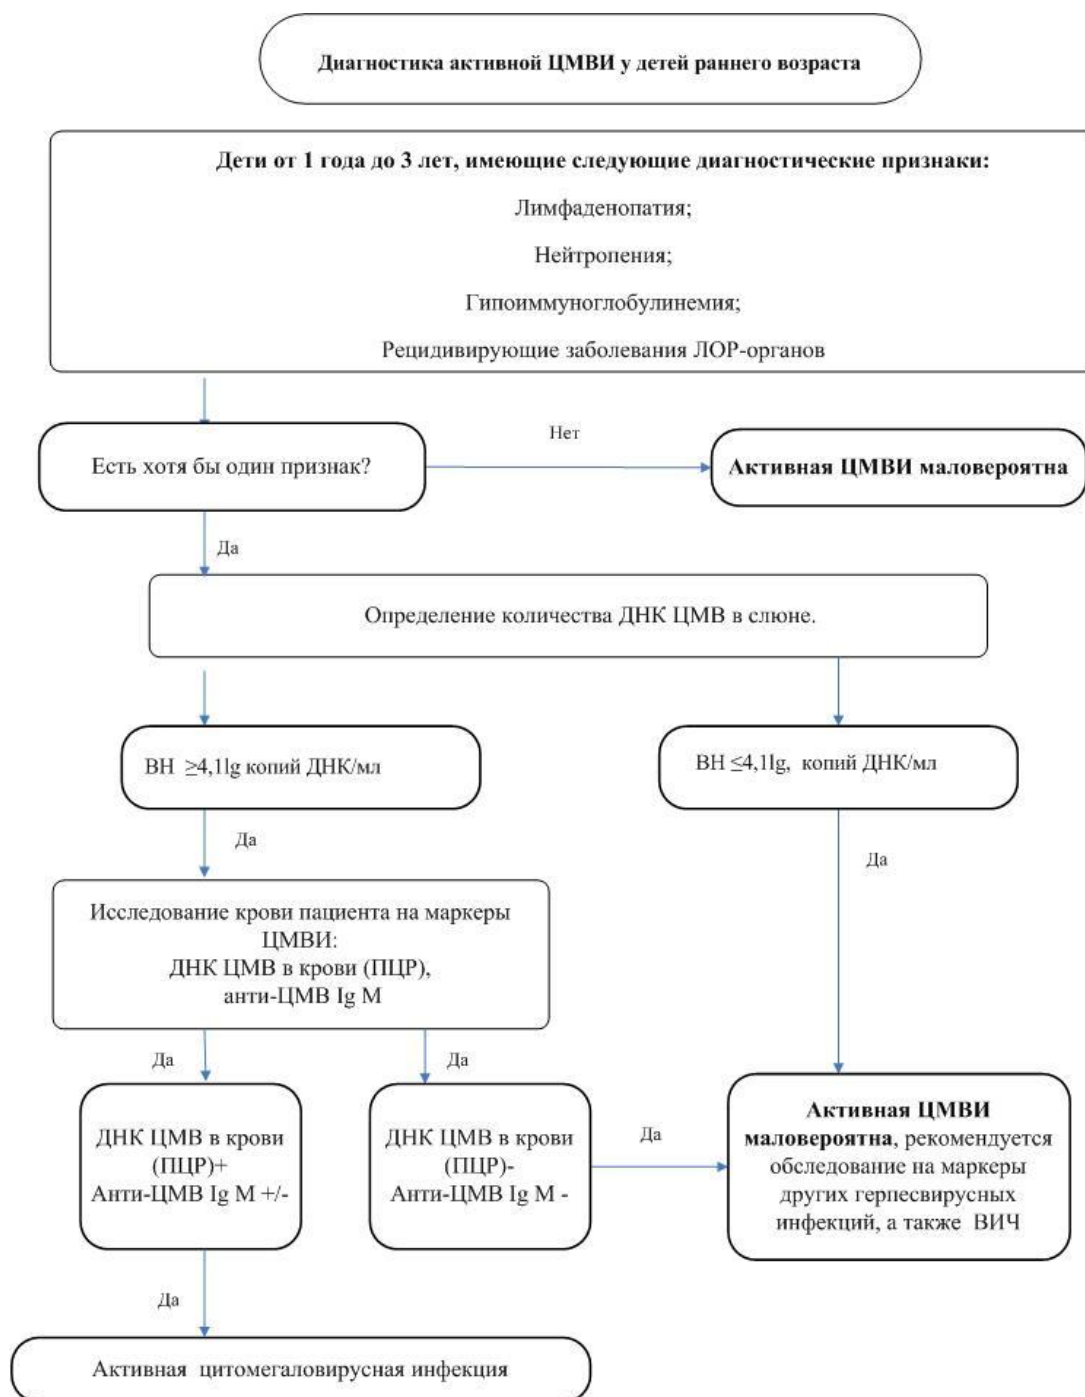 Диагностика активной ЦМВИ у детей раннего возраста
Дети от 1 года до 3 лет, имеющие следующие диагностические признаки:
Лимфаденопатия;
Нейтропения;
Гипоиммуноглобулинемия;
Рецидивирующие заболевания ЛОР-органов
Есть хотя бы один признак?
Нет
Активная ЦМВИ маловероятна
Да
Определение количества ДНК ЦМВ в слюне.
ВН ≥4,1lg копий ДНК/мл
ВН ≤4,1lg, копий ДНК/мл
Да
Да
Исследование крови пациента на маркеры
ЦМВИ:
ДНК ЦМВ в крови (ПЦР),
анти-ЦМВ Ig M
Да
Да
ДНК ЦМВ в крови
(ПЦР)+
Анти-ЦМВ Ig M +/-
ДНК ЦМВ в крови
(ПЦР)-
Анти-ЦМВ Ig M -
Да
Активная ЦМВИ
маловероятна, рекомендуется
обследование на маркеры
других герпесвирусных
инфекций, а также ВИЧ
Да
Активная цитомегаловирусная инфекция